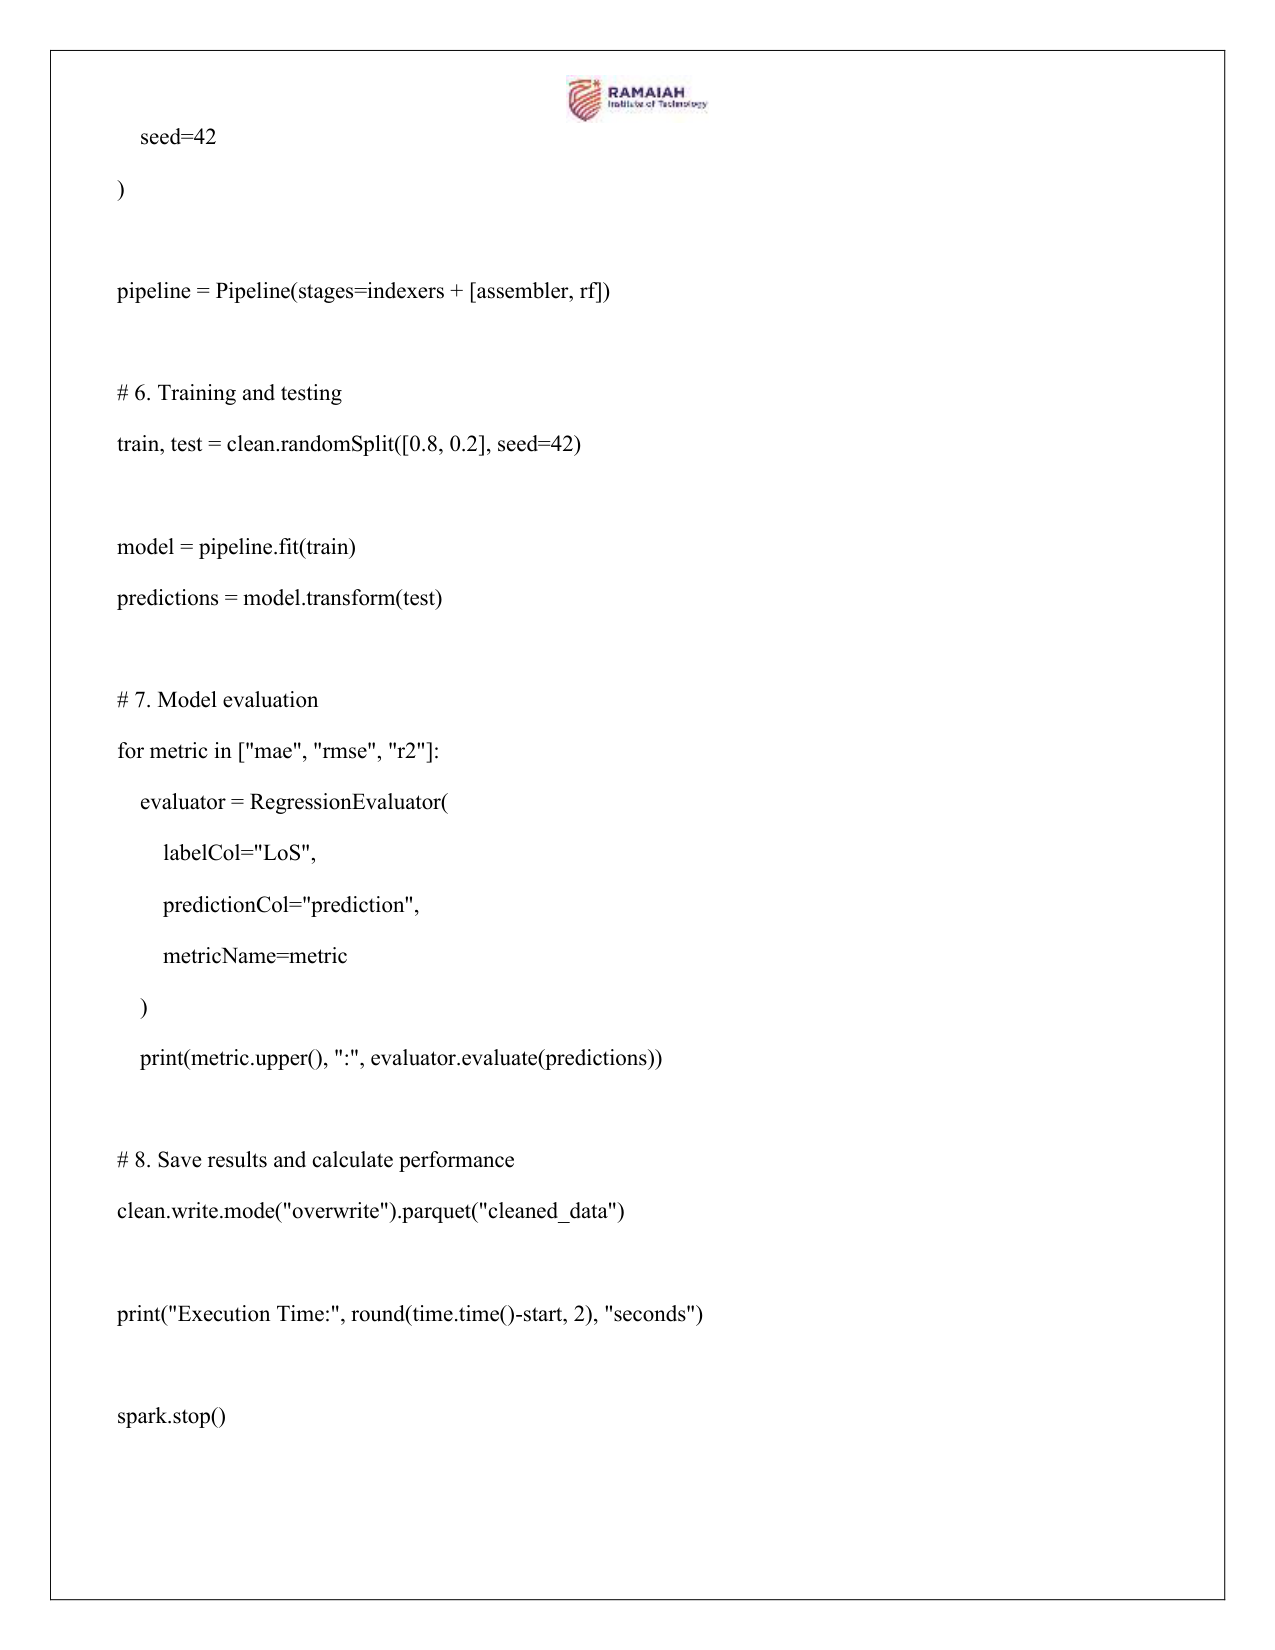 RAMAIAH
Institute of Technology
seed=42
)
pipeline = Pipeline(stages=indexers + [assembler, rf])
# 6. Training and testing
train, test = clean.randomSplit([0.8, 0.2], seed=42)
model = pipeline.fit(train)
predictions = model.transform(test)
# 7. Model evaluation
for metric in ["mae", "rmse", "r2"]:
evaluator = RegressionEvaluator(
labelCol="LoS",
predictionCol="prediction",
metricName=metric
)
print(metric.upper(), ":", evaluator.evaluate(predictions))
# 8. Save results and calculate performance
clean.write.mode("overwrite").parquet("cleaned_data")
print("Execution Time:", round(time.time()-start, 2), "seconds")
spark.stop()